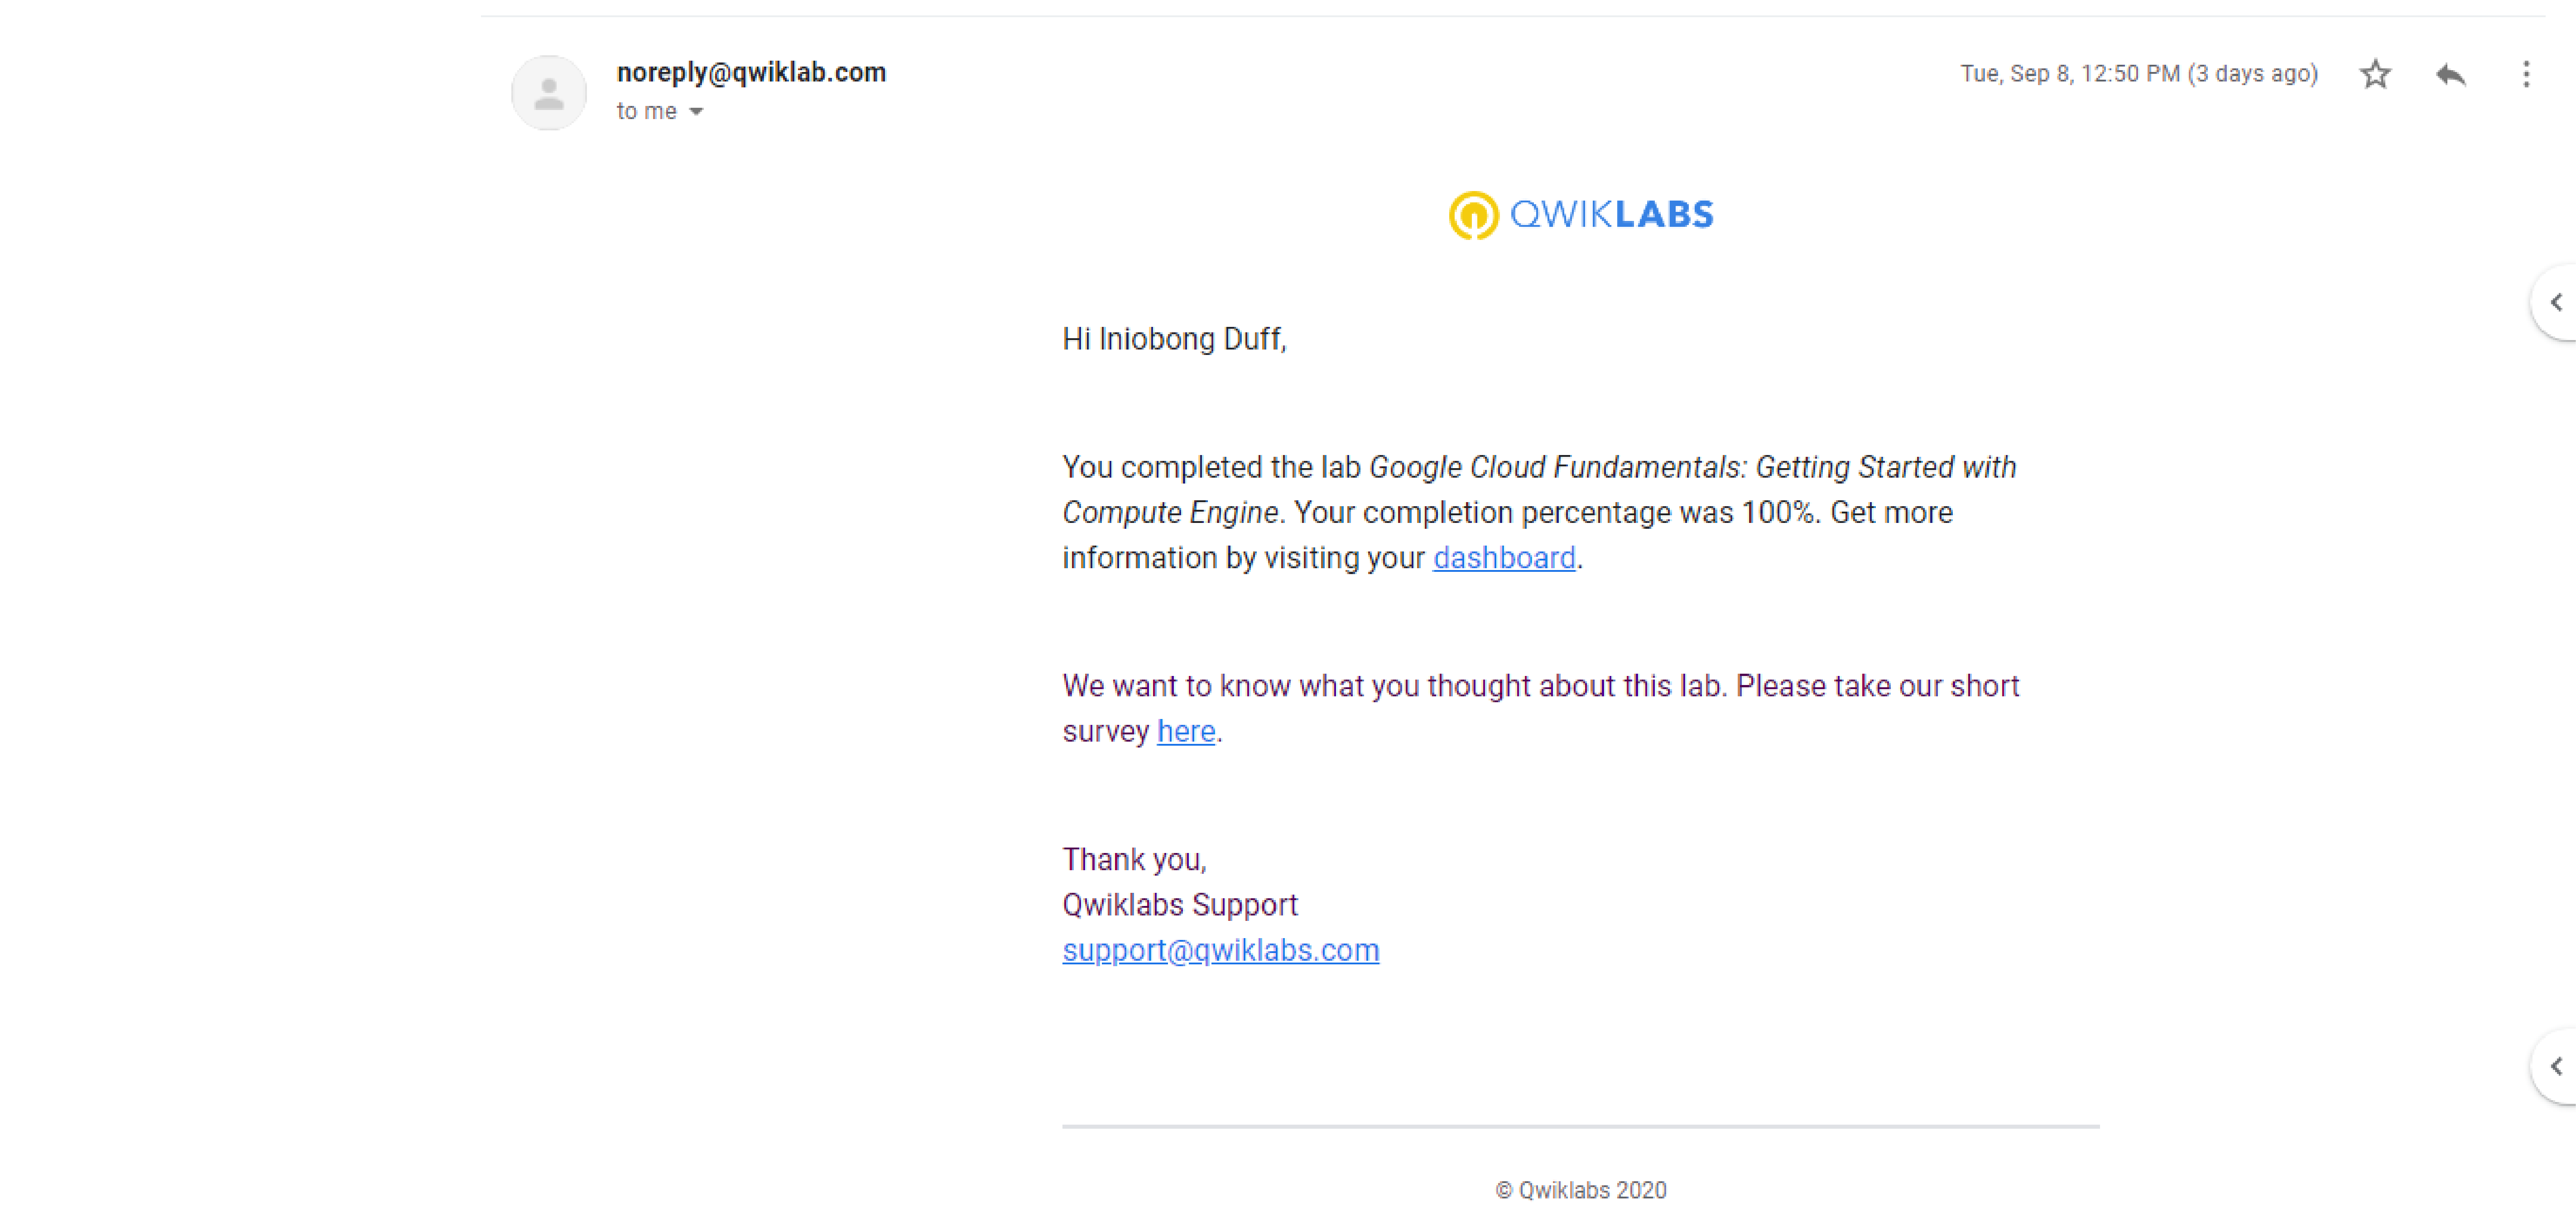 noreply@qwiklab.com
Tue, Sep 8, 12:50 PM (3 days ago)
to me
QWIKLABS
Hi Iniobong Duff,
You completed the lab Google Cloud Fundamentals: Getting Started with
Compute Engine. Your completion percentage was 100%. Get more
information by visiting your dashboard.
We want to know what you thought about this lab. Please take our short
survey here.
Thank you,
Qwiklabs Support
support@qwiklabs.com
© Qwiklabs 2020